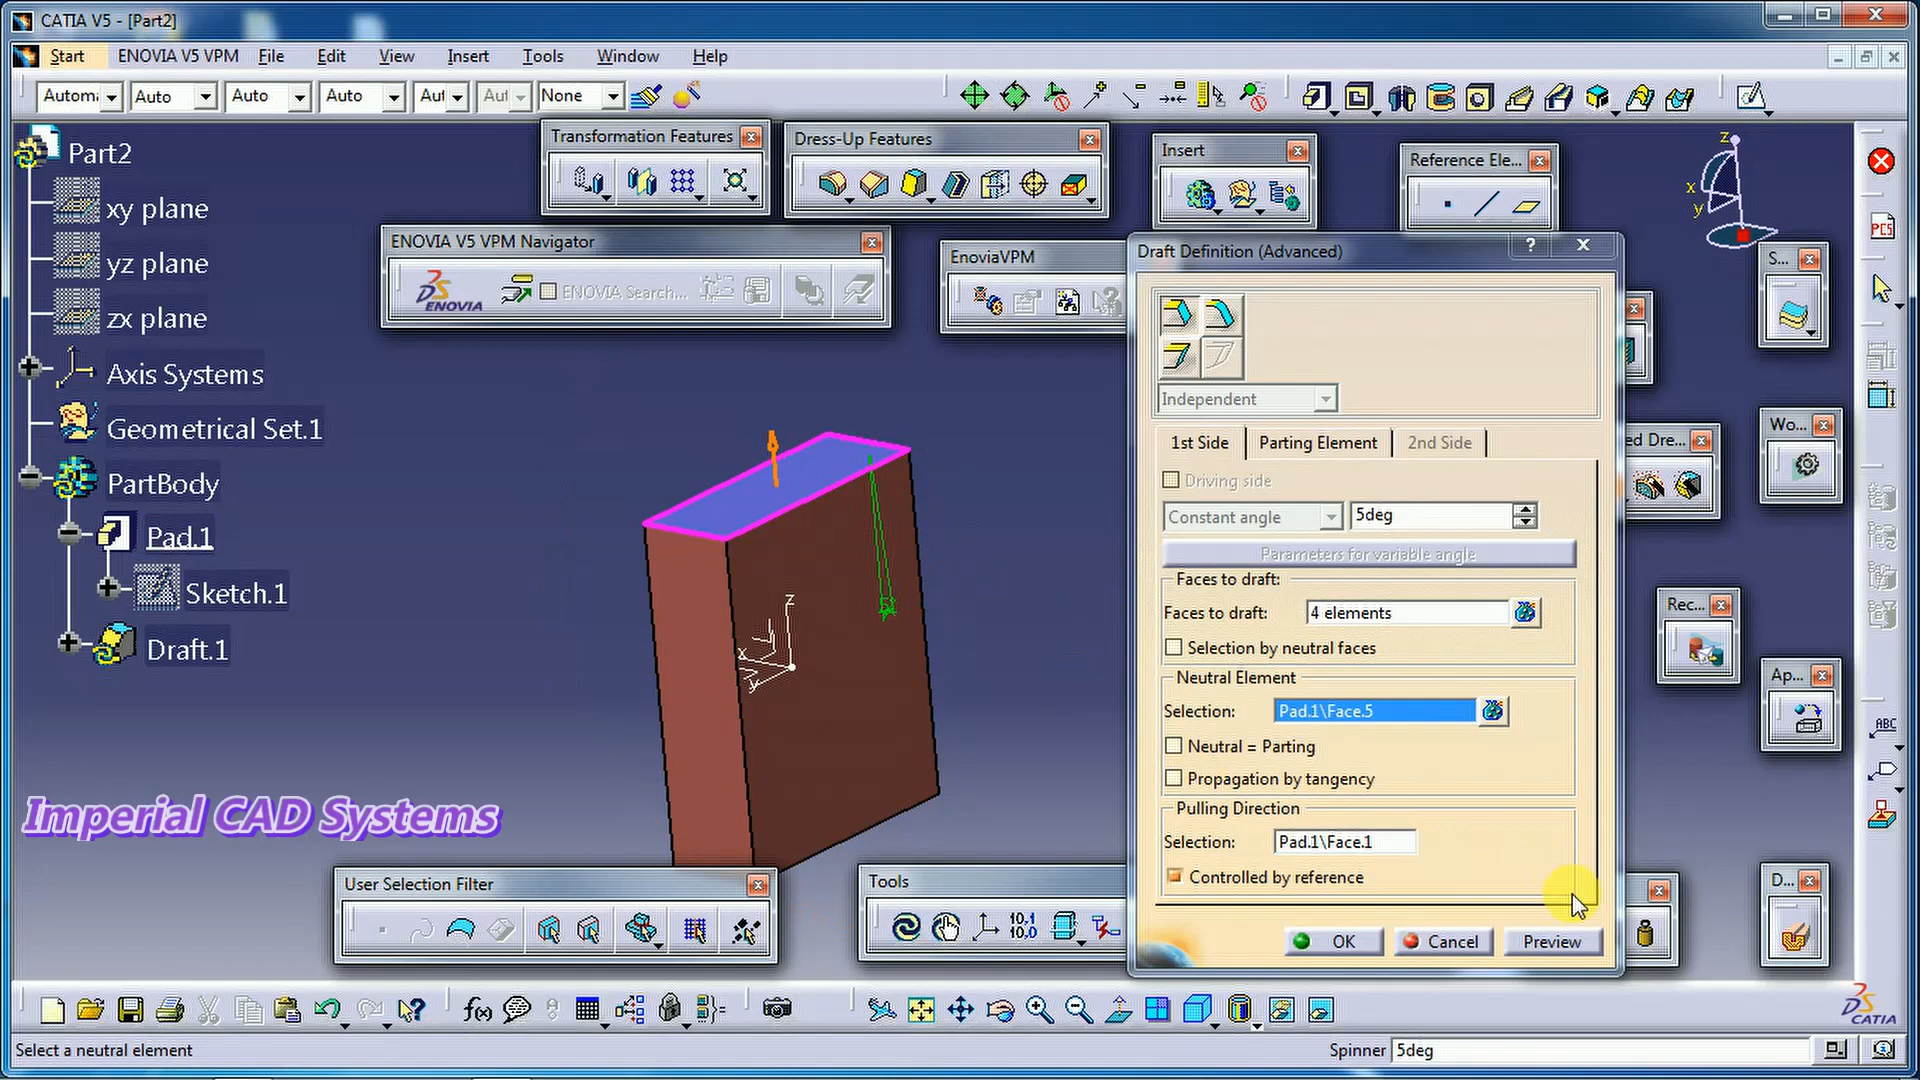 CATIA V5 - [Part2]
Start ENOVIA V5 VPM File Edit View Insert Tools Window Help
Auto Auto Auto None
Transformation Features
Dress-Up Features
Insert
Reference Ele...
Part2
xy plane
yz plane
zx plane
Axis Systems
Geometrical Set.1
PartBody
Pad.1
Sketch.1
Draft.1
ENOVIA V5 VPM Navigator
ENOVIA
ENOVIA Search...
EnoviaVPM
z
x
y
S...
PCS
Wo...
ed Dre...
Rec...
Ap...
ABC
D...
Draft Definition (Advanced)
Independent
1st Side Parting Element 2nd Side
Driving side
Constant angle 5deg
Parameters for variable angle
Faces to draft:
Faces to draft: 4 elements
Selection by neutral faces
Neutral Element
Selection: Pad.1\Face.5
Neutral = Parting
Propagation by tangency
Pulling Direction
Selection: Pad.1\Face.1
Controlled by reference
OK Cancel Preview
z
x
y
Imperial CAD Systems
User Selection Filter
Tools
10,1
10,0
f(x)
CATIA
Select a neutral element
Spinner 5deg